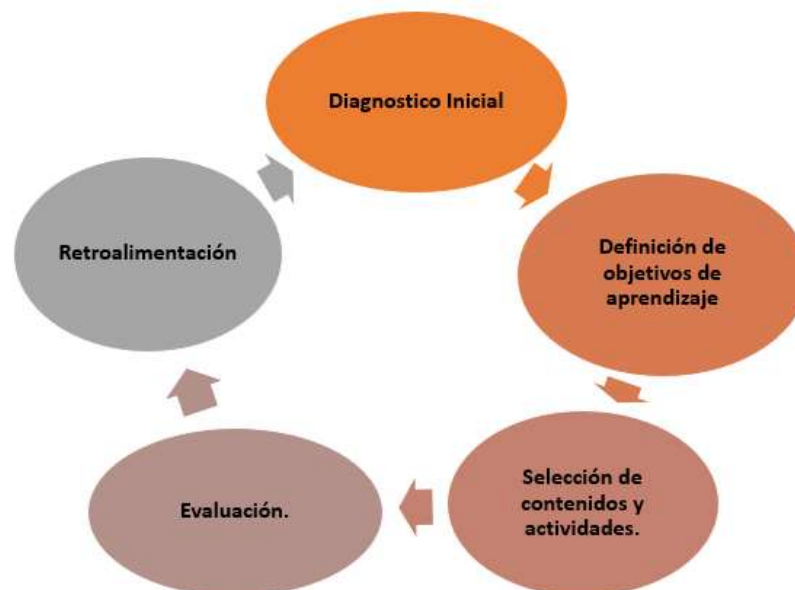 Diagnostico Inicial
Definición de
objetivos de
aprendizaje
Selección de
contenidos y
actividades.
Evaluación.
Retroalimentación